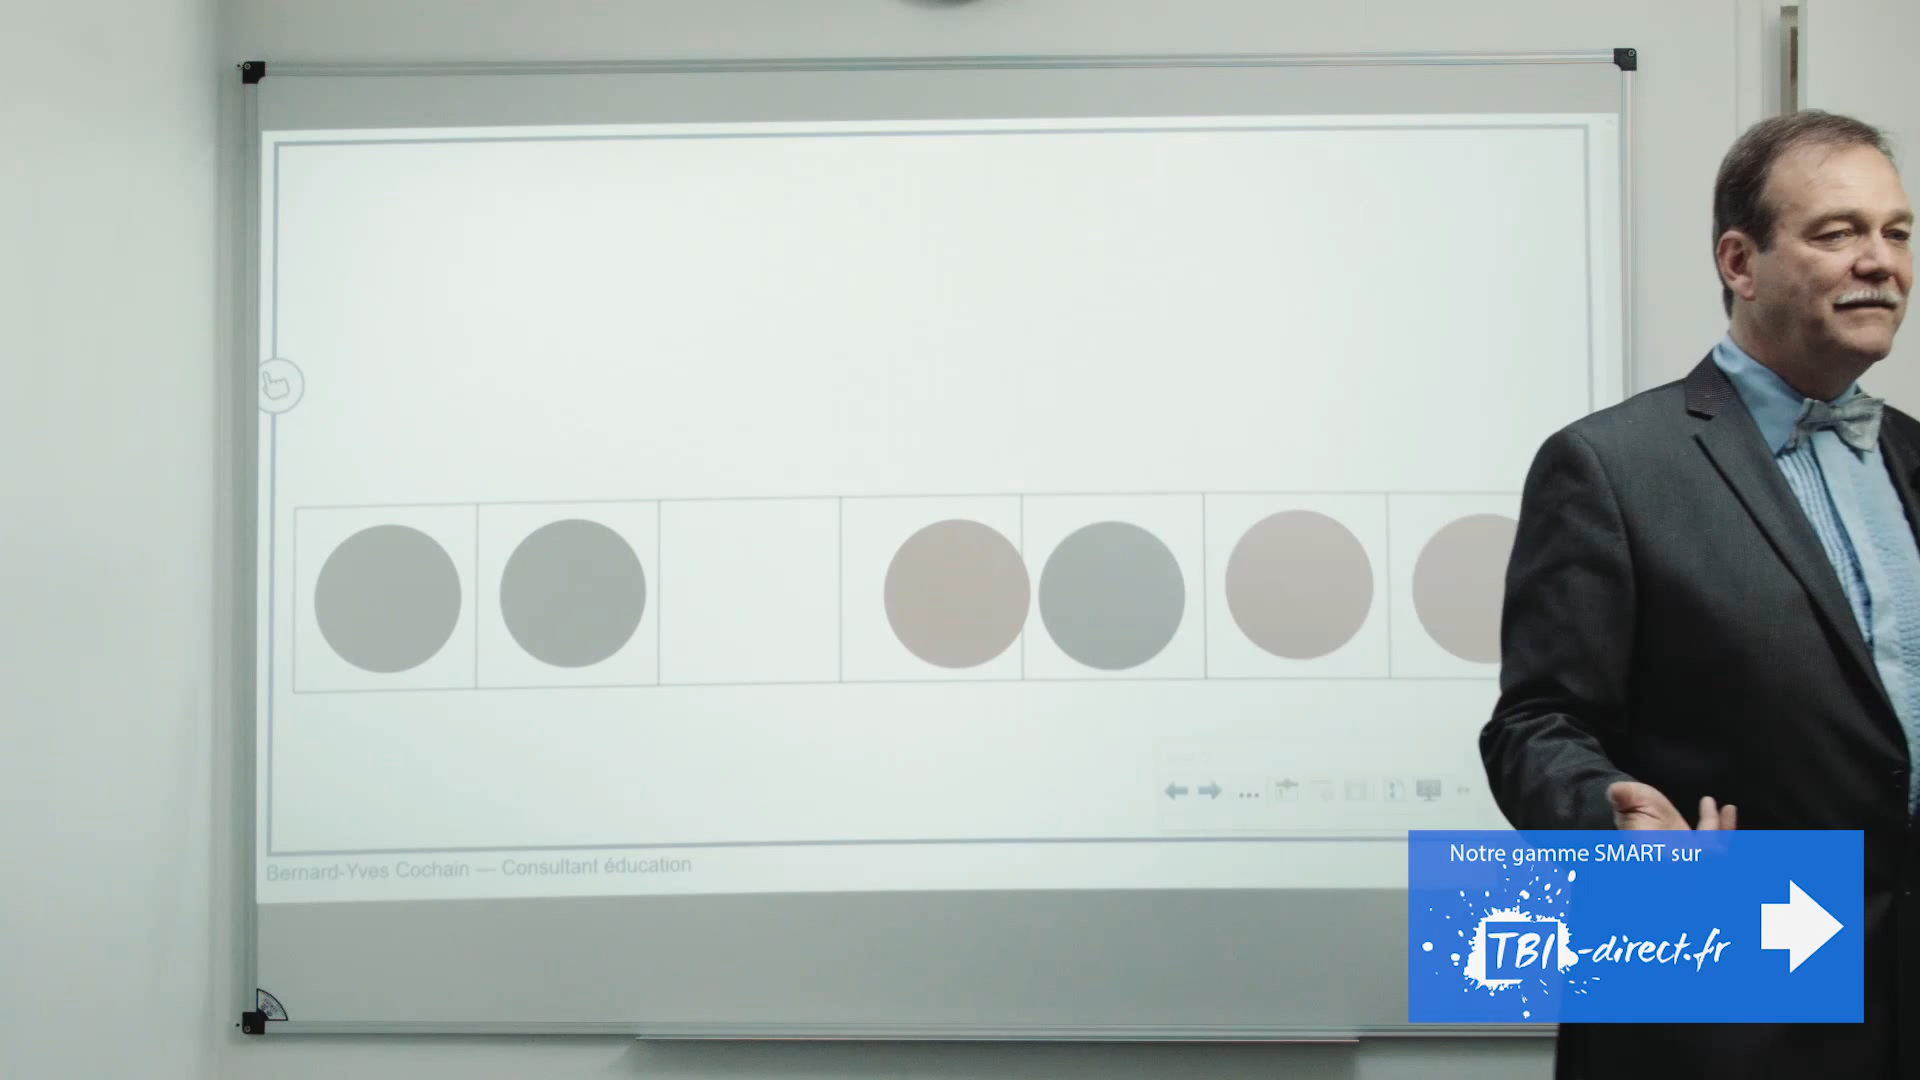 Bernard-Yves Cochain — Consultant éducation
Notre gamme SMART sur
TBI-direct.fr